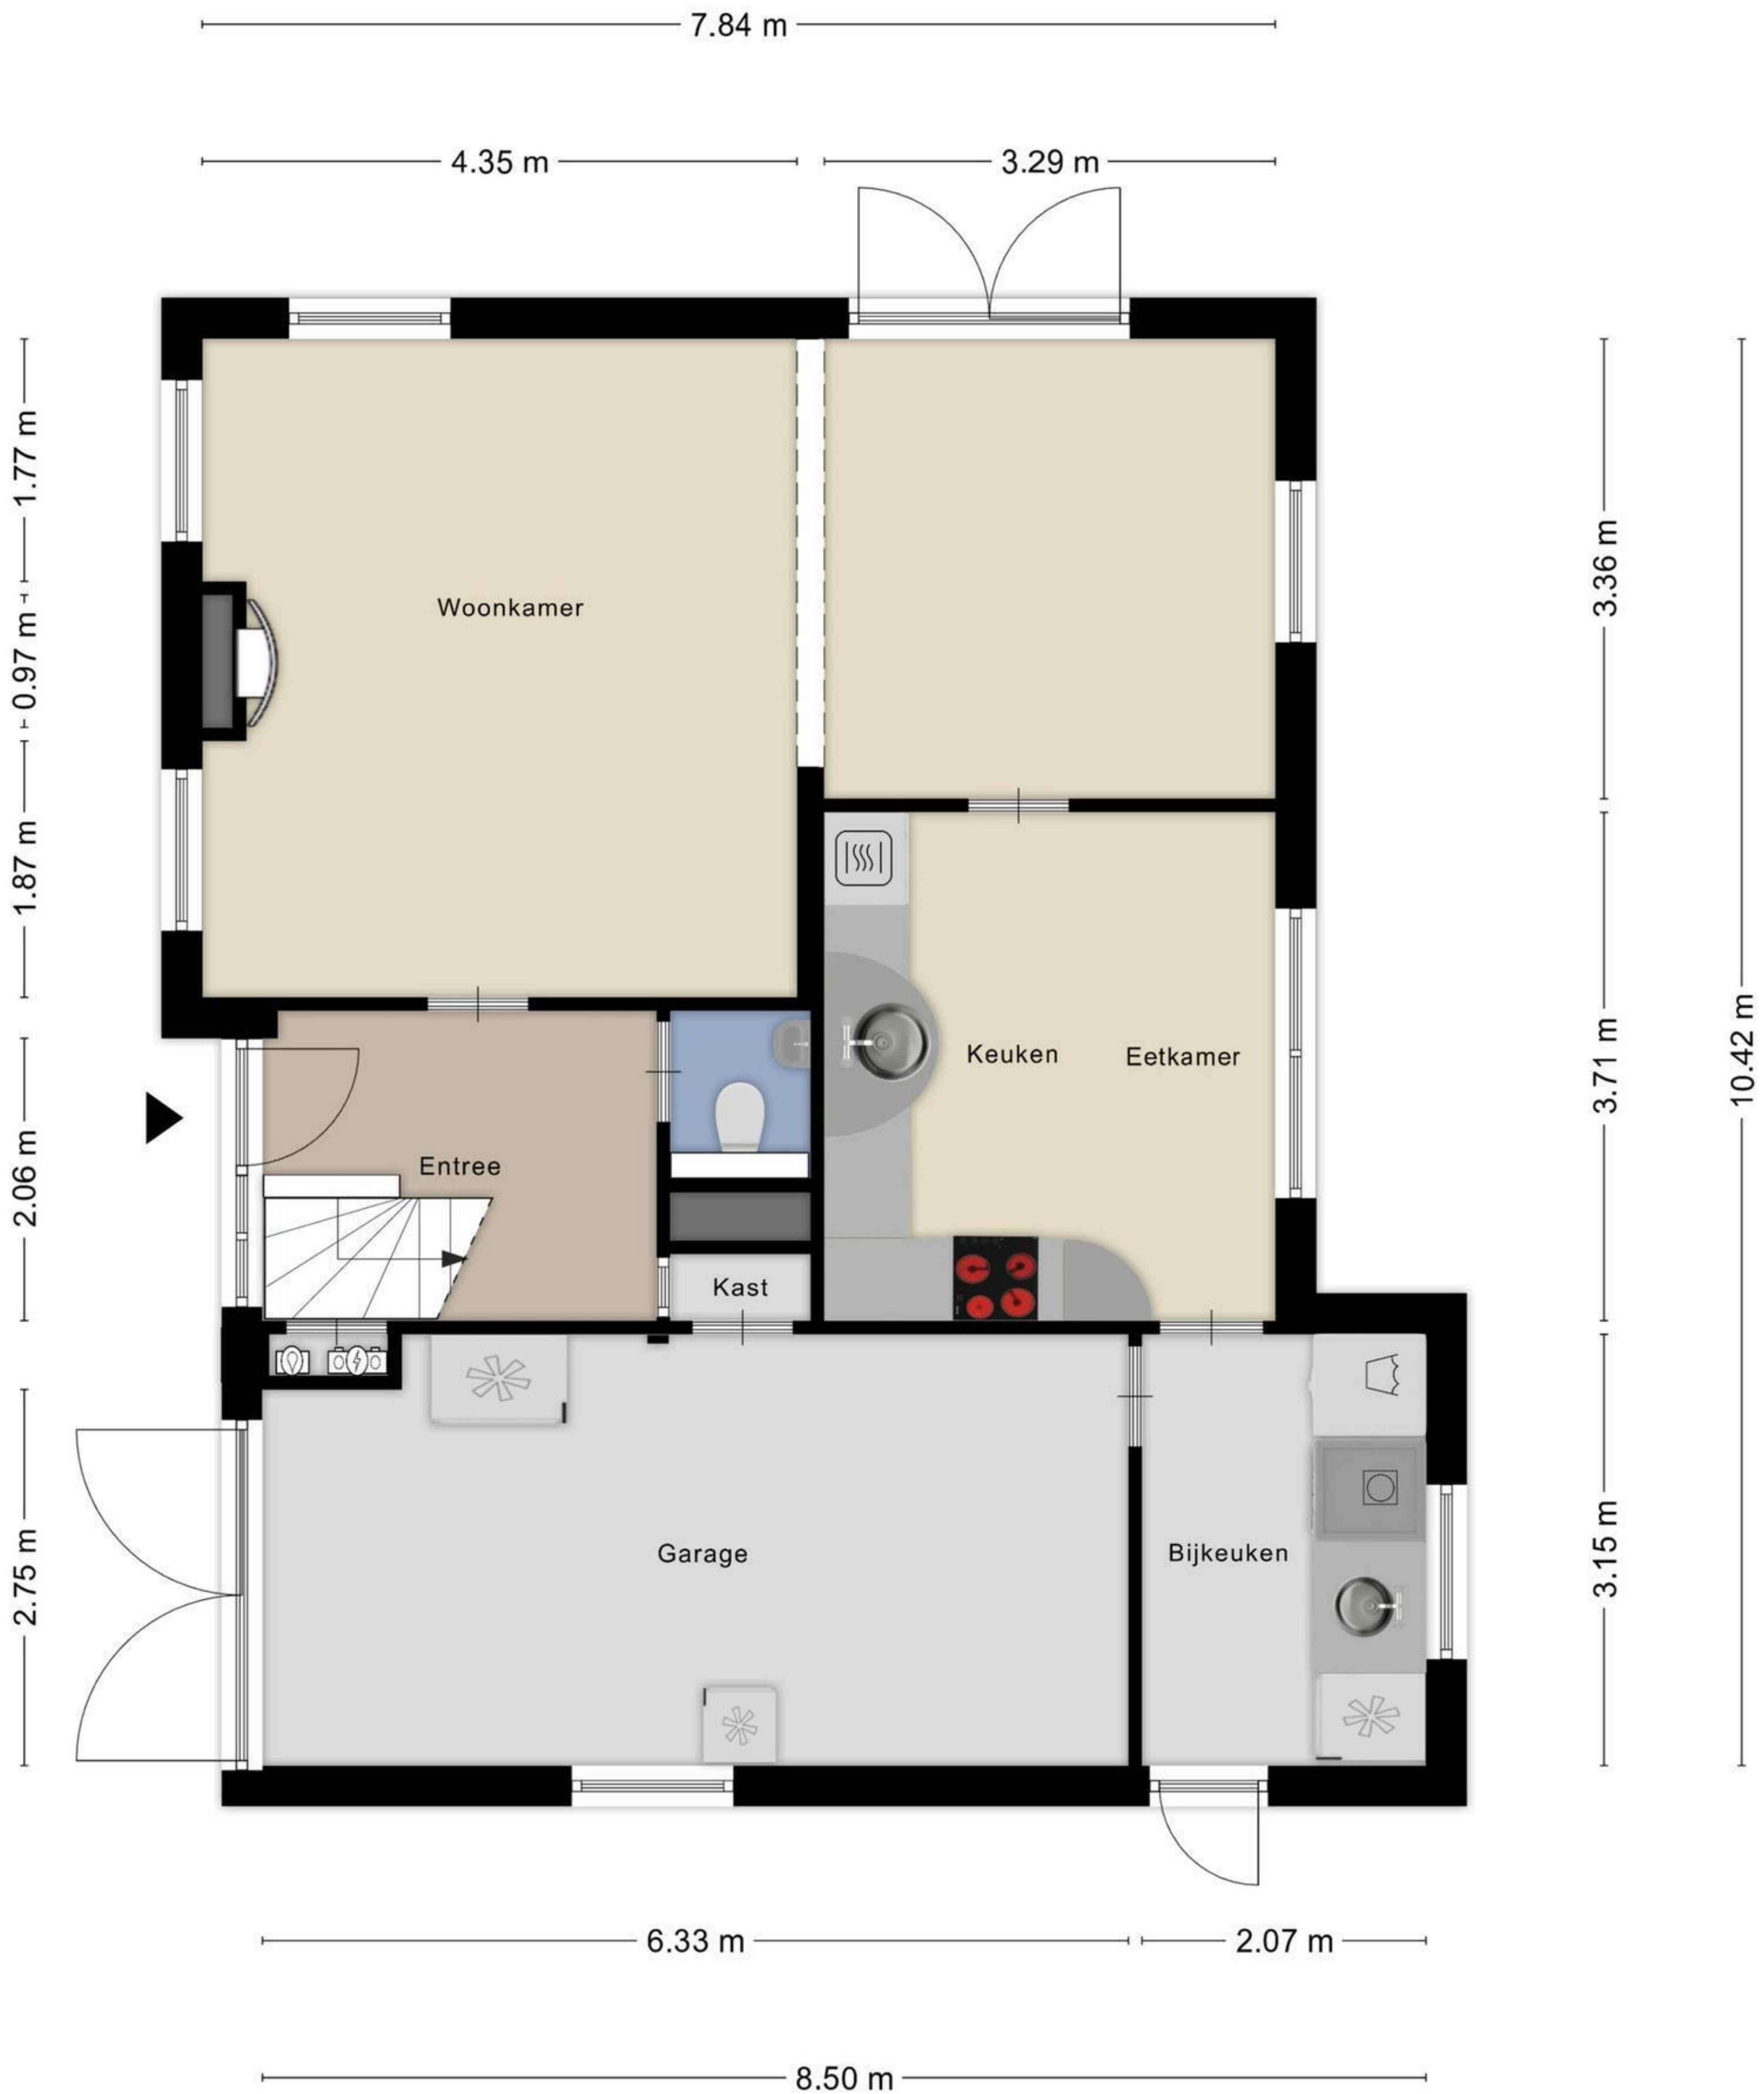 7.84 m
4.35 m
3.29 m
1.77 m
0.97 m
1.87 m
2.06 m
2.75 m
3.36 m
3.71 m
3.15 m
10.42 m
Woonkamer
Keuken
Eetkamer
Entree
Kast
Garage
Bijkeuken
6.33 m
2.07 m
8.50 m